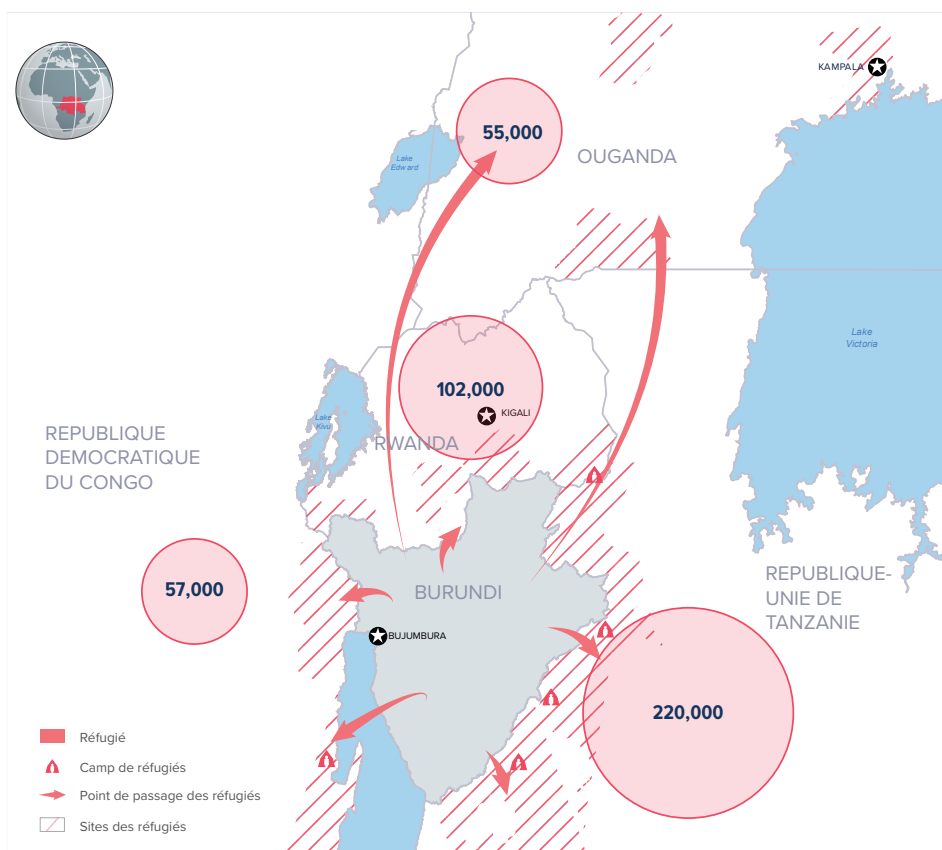 KAMPALA
55,000
OUGANDA
Lake
Edward
Lake
Victoria
102,000
KIGALI
Lake
Kivu
RWANDA
REPUBLIQUE
DEMOCRATIQUE
DU CONGO
57,000
BURUNDI
REPUBLIQUE-
UNIE DE
TANZANIE
BUJUMBURA
220,000
Réfugié
Camp de réfugiés
Point de passage des réfugiés
Sites des réfugiés